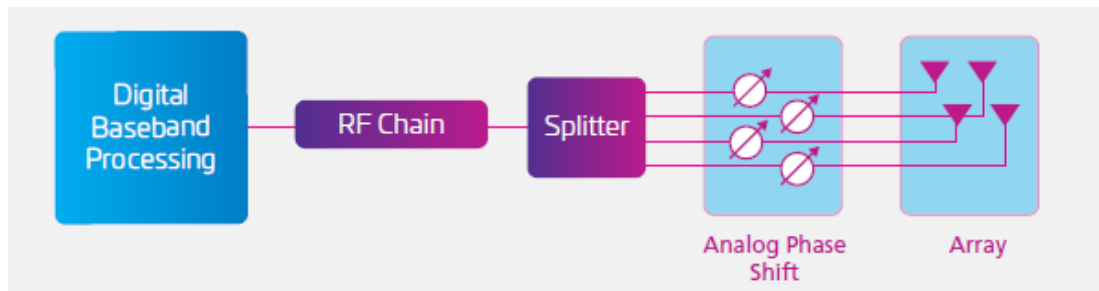 Digital
Baseband
Processing
RF Chain
Splitter
Analog Phase
Shift
Array